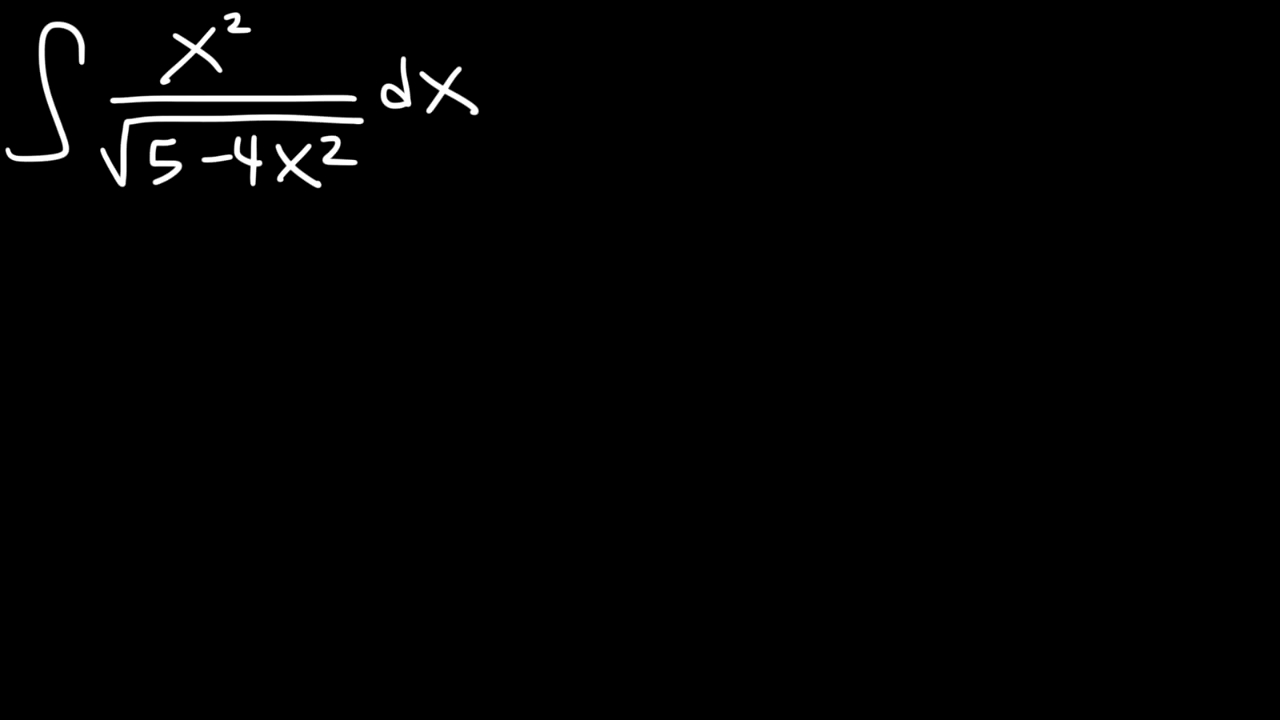 ∫ x² / √(5-4x²) dx